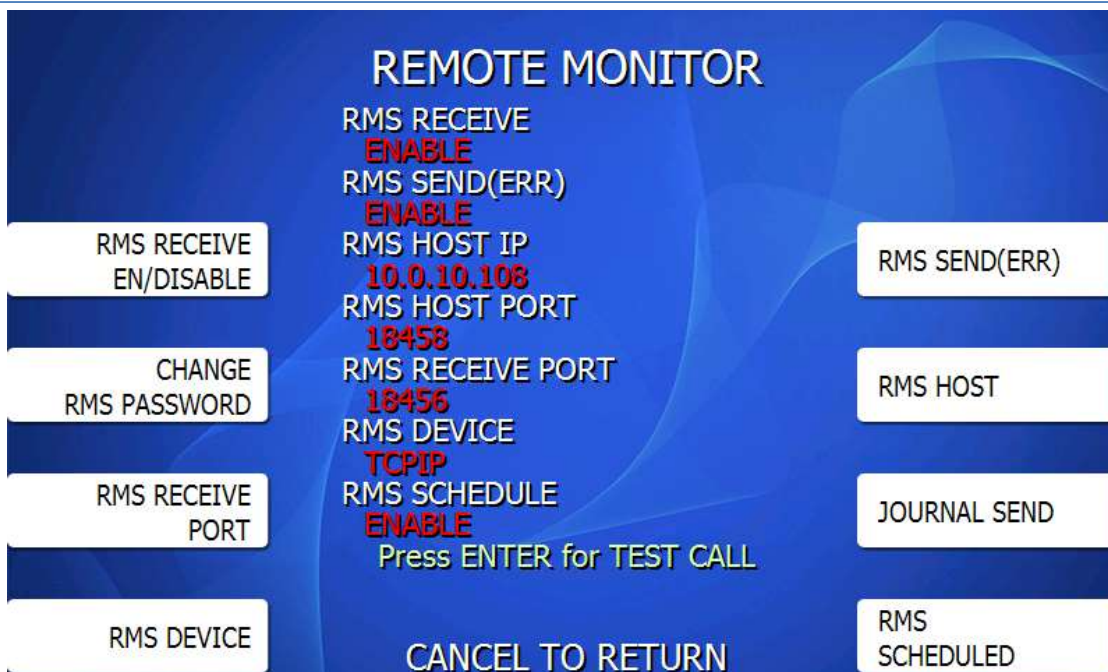 REMOTE MONITOR
RMS RECEIVE
ENABLE
RMS SEND(ERR)
ENABLE
RMS HOST IP
10.0.10.108
RMS HOST PORT
18458
RMS RECEIVE PORT
18456
RMS DEVICE
TCPIP
RMS SCHEDULE
ENABLE
Press ENTER for TEST CALL
CANCEL TO RETURN
RMS RECEIVE
EN/DISABLE
CHANGE
RMS PASSWORD
RMS RECEIVE
PORT
RMS DEVICE
RMS SEND(ERR)
RMS HOST
JOURNAL SEND
RMS
SCHEDULED